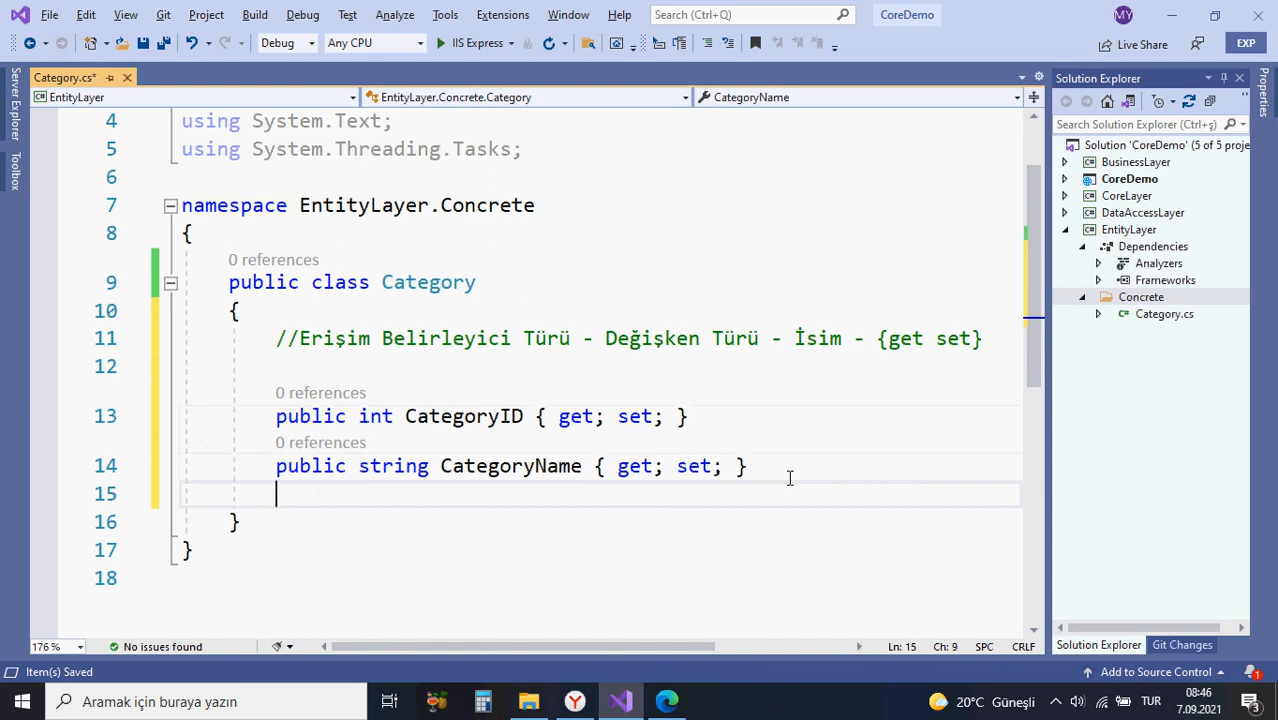 File Edit View Git Project Build Debug Test Analyze Tools Extensions Window Help Search (Ctrl+Q) CoreDemo MY
Debug Any CPU IIS Express Live Share EXP
Server Explorer
Toolbox
Category.cs*
EntityLayer EntityLayer.Concrete.Category CategoryName
4 using System.Text;
5 using System.Threading.Tasks;
6
7 namespace EntityLayer.Concrete
8 {
0 references
9 public class Category
10 {
11 //Erişim Belirleyici Türü - Değişken Türü - İsim - {get set}
12
0 references
13 public int CategoryID { get; set; }
0 references
14 public string CategoryName { get; set; }
15
16 }
17 }
18
176 % No issues found Ln: 15 Ch: 9 SPC CRLF
Solution Explorer
Search Solution Explorer (Ctrl+ş)
Solution 'CoreDemo' (5 of 5 proje
BusinessLayer
CoreDemo
CoreLayer
DataAccessLayer
EntityLayer
Dependencies
Analyzers
Frameworks
Concrete
Category.cs
Solution Explorer Git Changes
Properties
Item(s) Saved Add to Source Control 1
Aramak için buraya yazın 20°C Güneşli TUR 08:46
7.09.2021 3